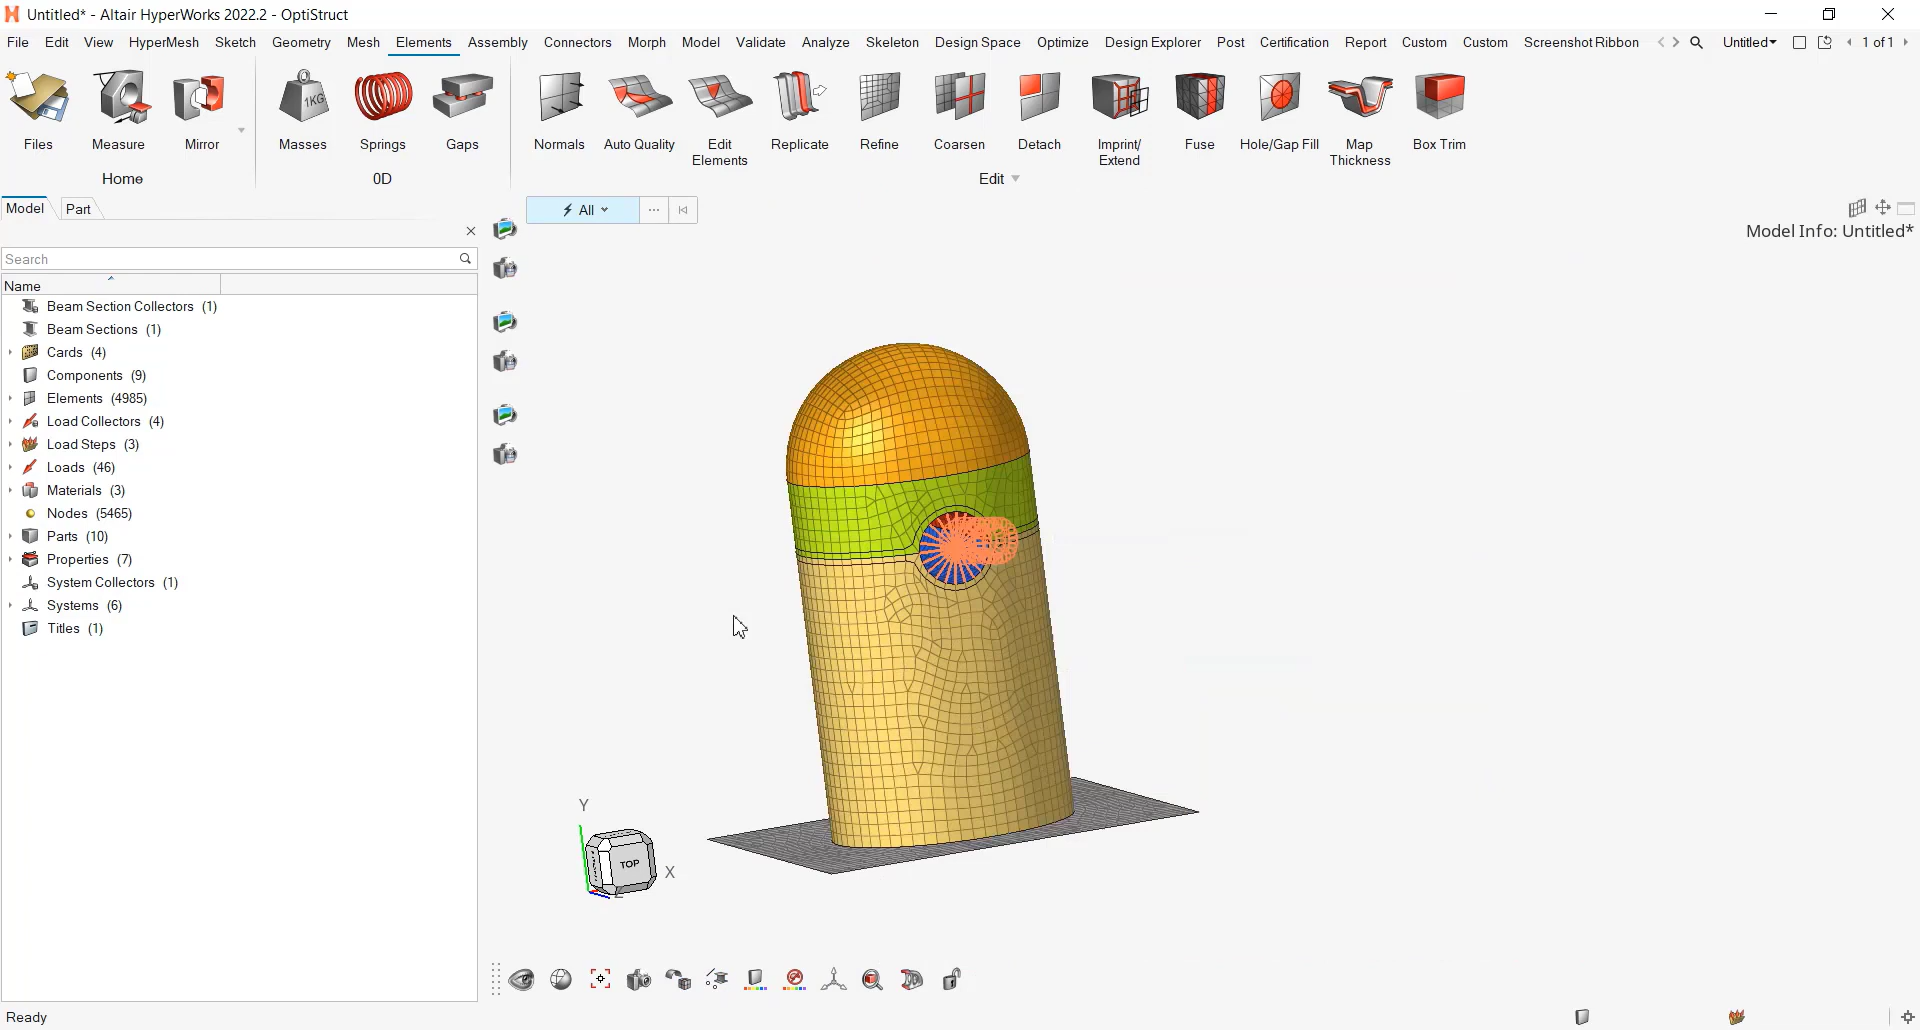 Untitled* - Altair HyperWorks 2022.2 - OptiStruct
File Edit View HyperMesh Sketch Geometry Mesh Elements Assembly Connectors Morph Model Validate Analyze Skeleton Design Space Optimize Design Explorer Post Certification Report Custom Custom Screenshot Ribbon Untitled 1 of 1
1KG
Files Measure Mirror Masses Springs Gaps Normals Auto Quality Edit Elements Replicate Refine Coarsen Detach Imprint/ Extend Fuse Hole/Gap Fill Map Thickness Box Trim
Home 0D Edit
Model Part All
Model Info: Untitled*
Search
Name
Beam Section Collectors (1)
Beam Sections (1)
Cards (4)
Components (9)
Elements (4985)
Load Collectors (4)
Load Steps (3)
Loads (46)
Materials (3)
Nodes (5465)
Parts (10)
Properties (7)
System Collectors (1)
Systems (6)
Titles (1)
Y
TOP
X
Z
Ready